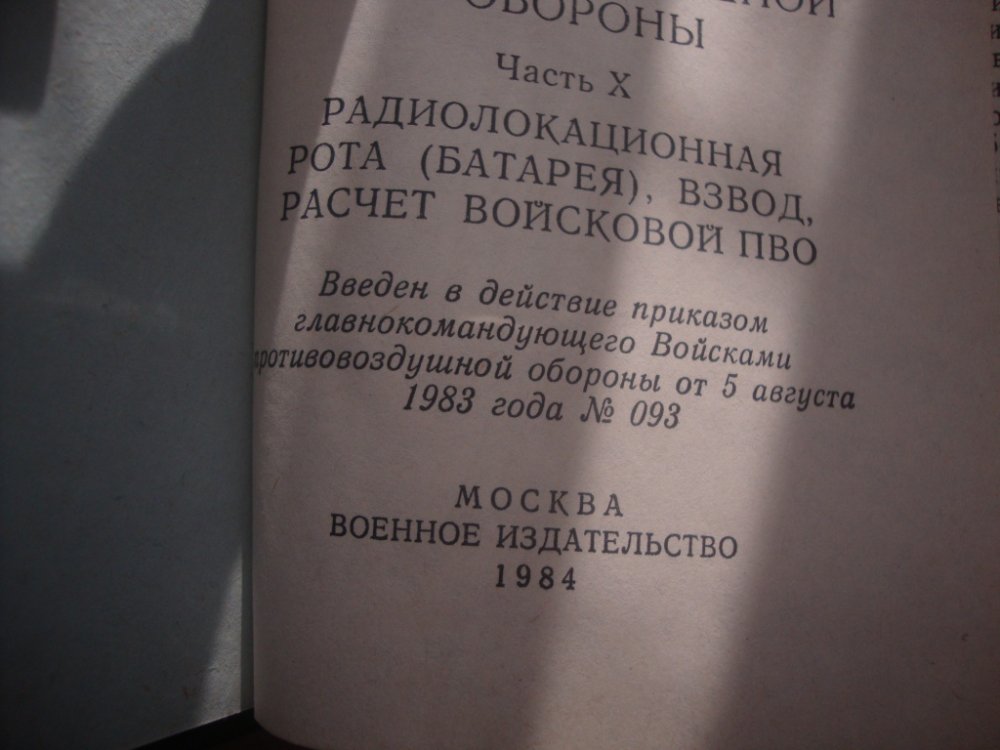 ОБОРОНЫ
Часть X
РАДИОЛОКАЦИОННАЯ
РОТА (БАТАРЕЯ), ВЗВОД,
РАСЧЕТ ВОЙСКОВОЙ ПВО
Введен в действие приказом
главнокомандующего Войсками
противовоздушной обороны от 5 августа
1983 года № 093
МОСКВА
ВОЕННОЕ ИЗДАТЕЛЬСТВО
1984